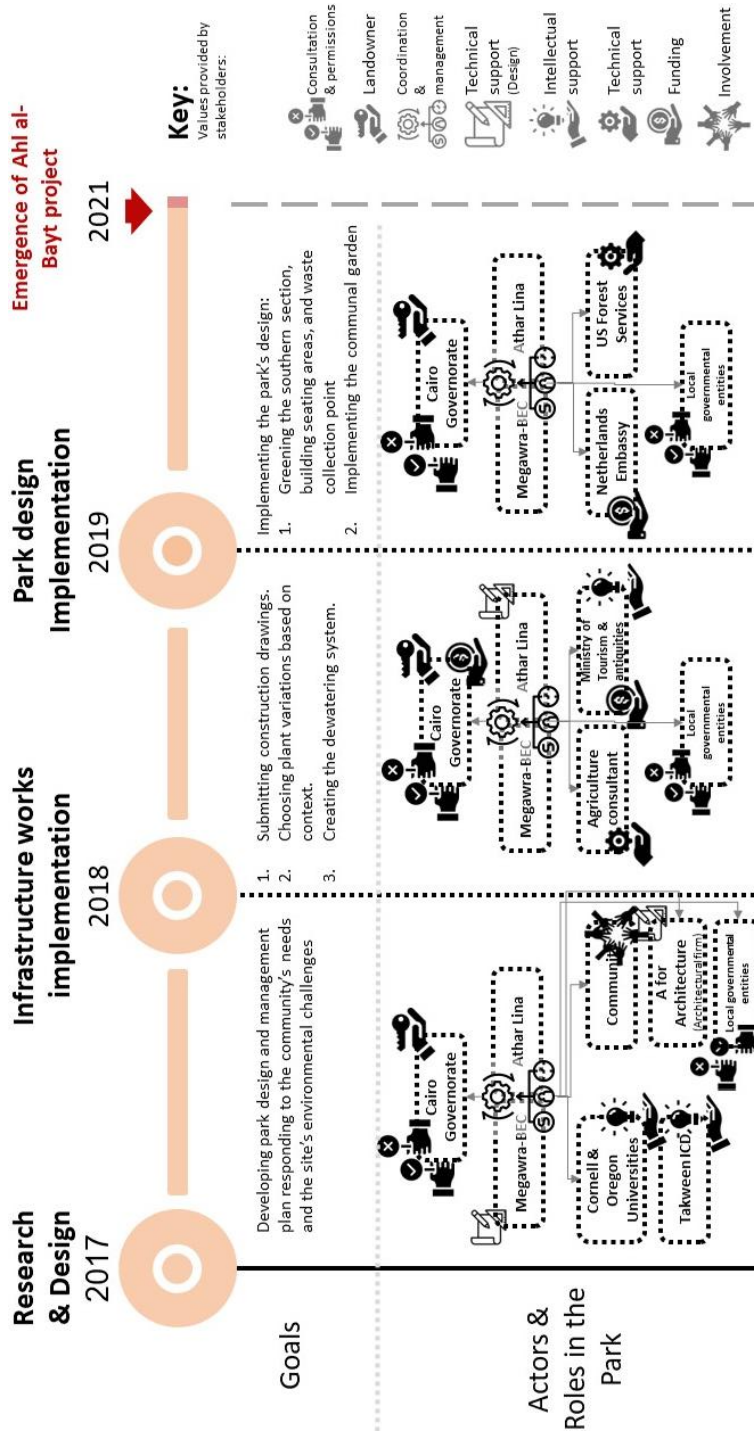 Emergence of Ahl al-
Bayt project
Research
& Design
2017
Infrastructure works
implementation
2018
Park design
Implementation
2019
2021
Key:
Values provided by
stakeholders:
Consultation
& permissions
Landowner
Coordination
&
management
Technical
support
(Design)
Intellectual
support
Technical
support
Funding
Involvement
Goals
Developing park design and management
plan responding to the community's needs
and the site's environmental challenges
1. Submitting construction drawings.
2. Choosing plant variations based on
context.
3. Creating the dewatering system.
Implementing the park's design:
1. Greening the southern section,
building seating areas, and waste
collection point
2. Implementing the communal garden
Actors &
Roles in the
Park
Cairo
Governorate
Megawra-BEC Athar Lina
Cornell &
Oregon
Universities
Takween ICD
Community
A for
Architecture
(Architectural firm)
Local governmental
entities
Cairo
Governorate
Megawra-BEC Athar Lina
Agriculture
consultant
Ministry of
Tourism &
antiquities
Local
governmental
entities
Cairo
Governorate
Megawra-BEC Athar Lina
Netherlands
Embassy
US Forest
Services
Local
governmental
entities